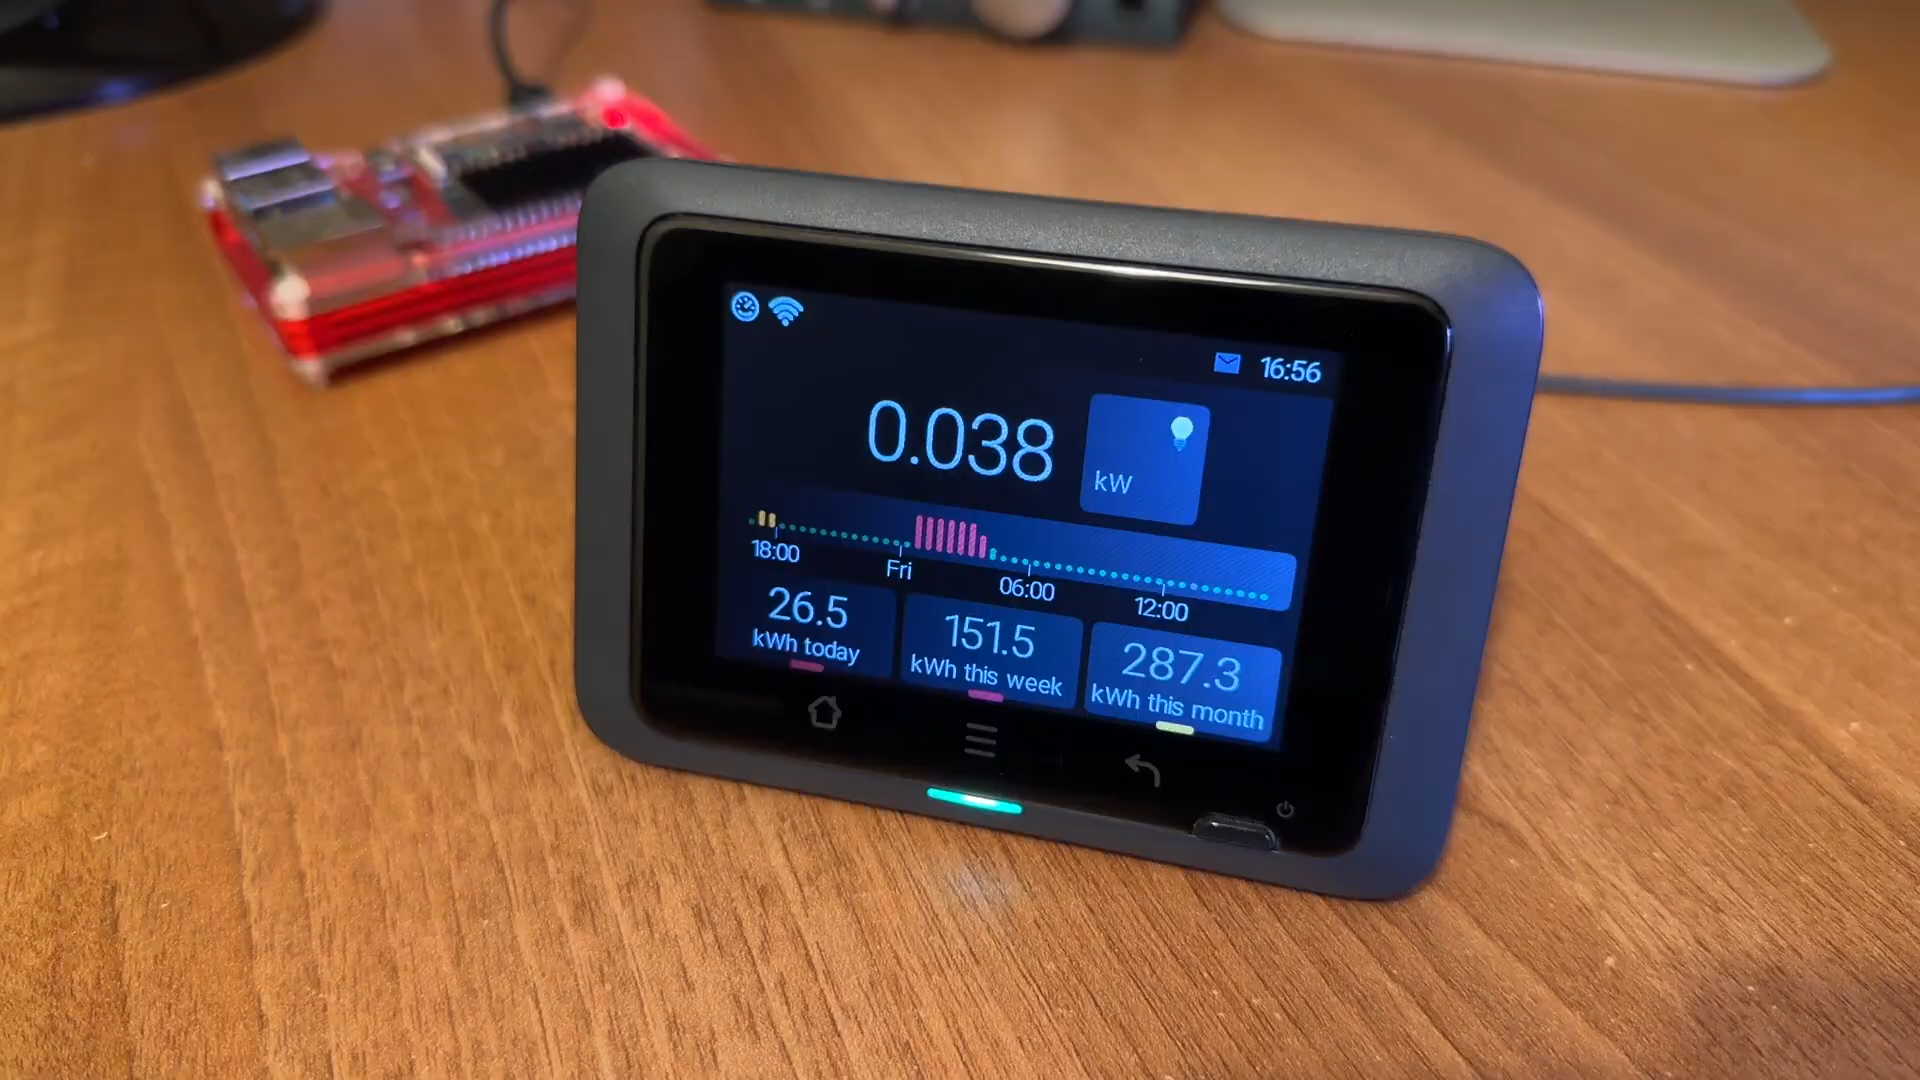 16:56
0.038
kW
18:00
Fri
06:00
12:00
26.5
kWh today
151.5
kWh this week
287.3
kWh this month